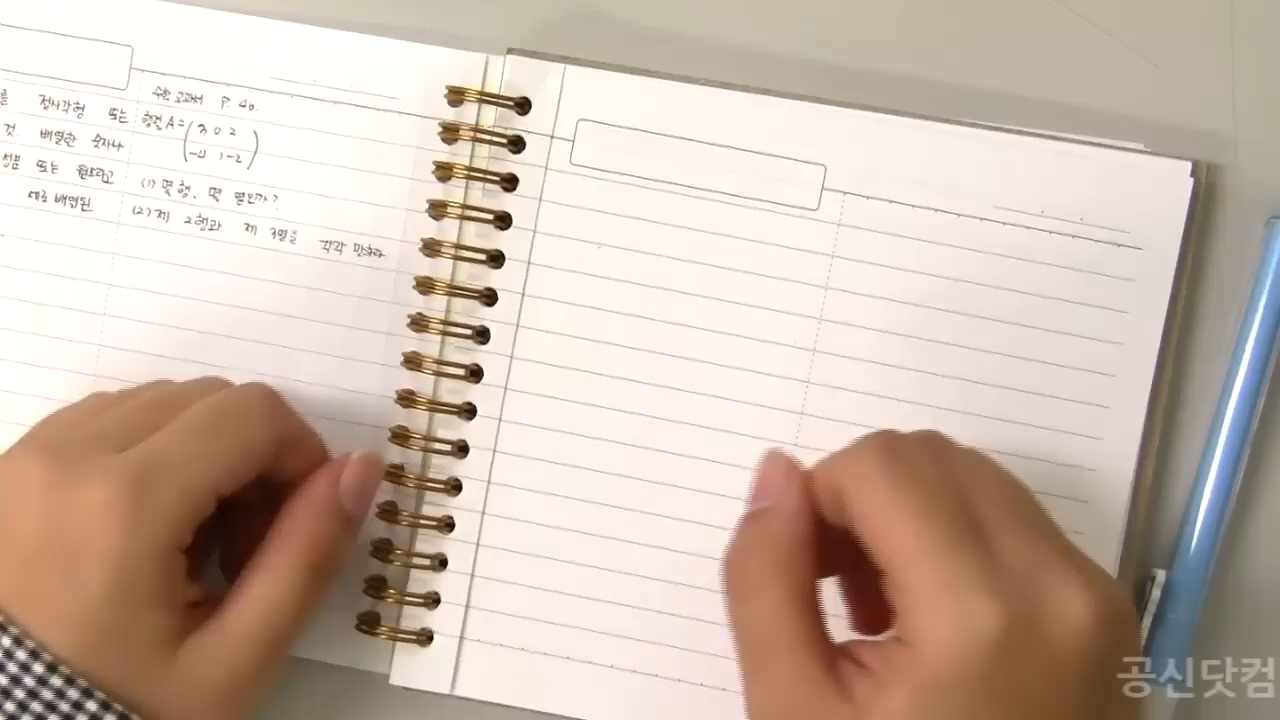 수학 교과서 P. 46.
를 정사각형 또는 행렬 A = ( 3 0 2
것. 배열한 숫자나 -4 1 -2 )
성분 또는 원소라고 (1) 몇 행, 몇 열인가?
세로 배열된 (2) 제 2행과 제 3열을 각각 말하라
공신닷컴